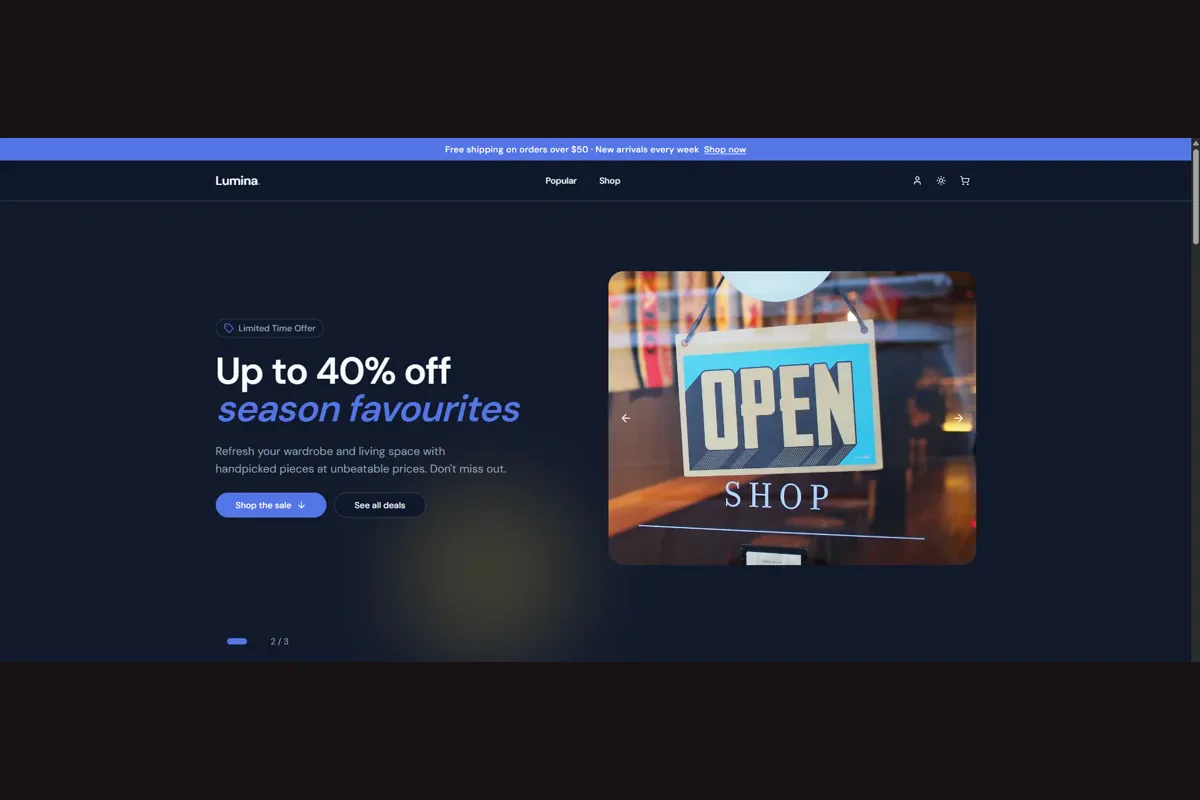 Free shipping on orders over $50 · New arrivals every week Shop now
Lumina.
Popular
Shop
Limited Time Offer
Up to 40% off
season favourites
Refresh your wardrobe and living space with
handpicked pieces at unbeatable prices. Don't miss out.
Shop the sale
See all deals
OPEN
SHOP
2 / 3